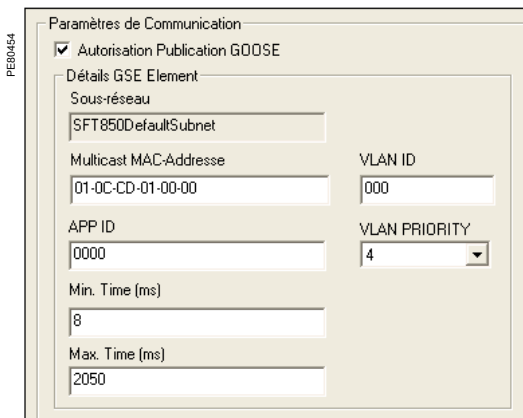 PE80454
Paramètres de Communication
Autorisation Publication GOOSE
Détails GSE Element
Sous-réseau
SFT850DefaultSubnet
Multicast MAC-Addresse VLAN ID
01-0C-CD-01-00-00 000
APP ID VLAN PRIORITY
0000 4
Min. Time (ms)
8
Max. Time (ms)
2050